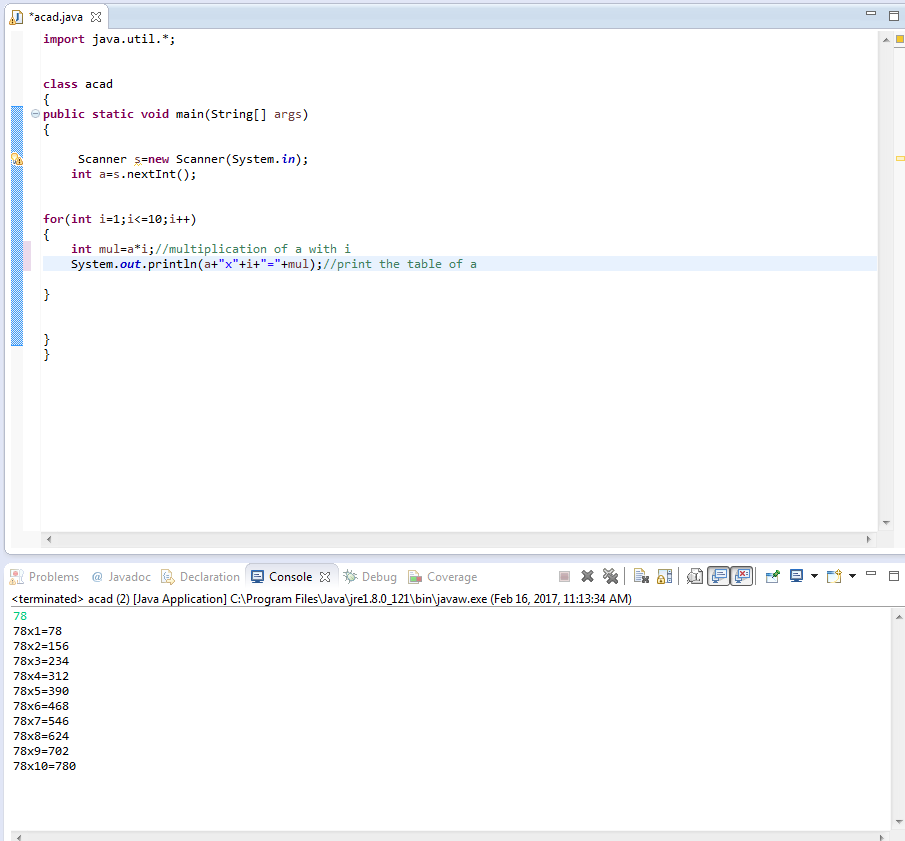 *acad.java
import java.util.*;
class acad
{
public static void main(String[] args)
{
Scanner s=new Scanner(System.in);
int a=s.nextInt();
for(int i=1;i<=10;i++)
{
int mul=a*i;//multiplication of a with i
System.out.println(a+"x"+i+"="+mul);//print the table of a
}
}
}
Problems @ Javadoc Declaration Console Debug Coverage
<terminated> acad (2) [Java Application] C:\Program Files\Java\jre1.8.0_121\bin\javaw.exe (Feb 16, 2017, 11:13:34 AM)
78
78x1=78
78x2=156
78x3=234
78x4=312
78x5=390
78x6=468
78x7=546
78x8=624
78x9=702
78x10=780